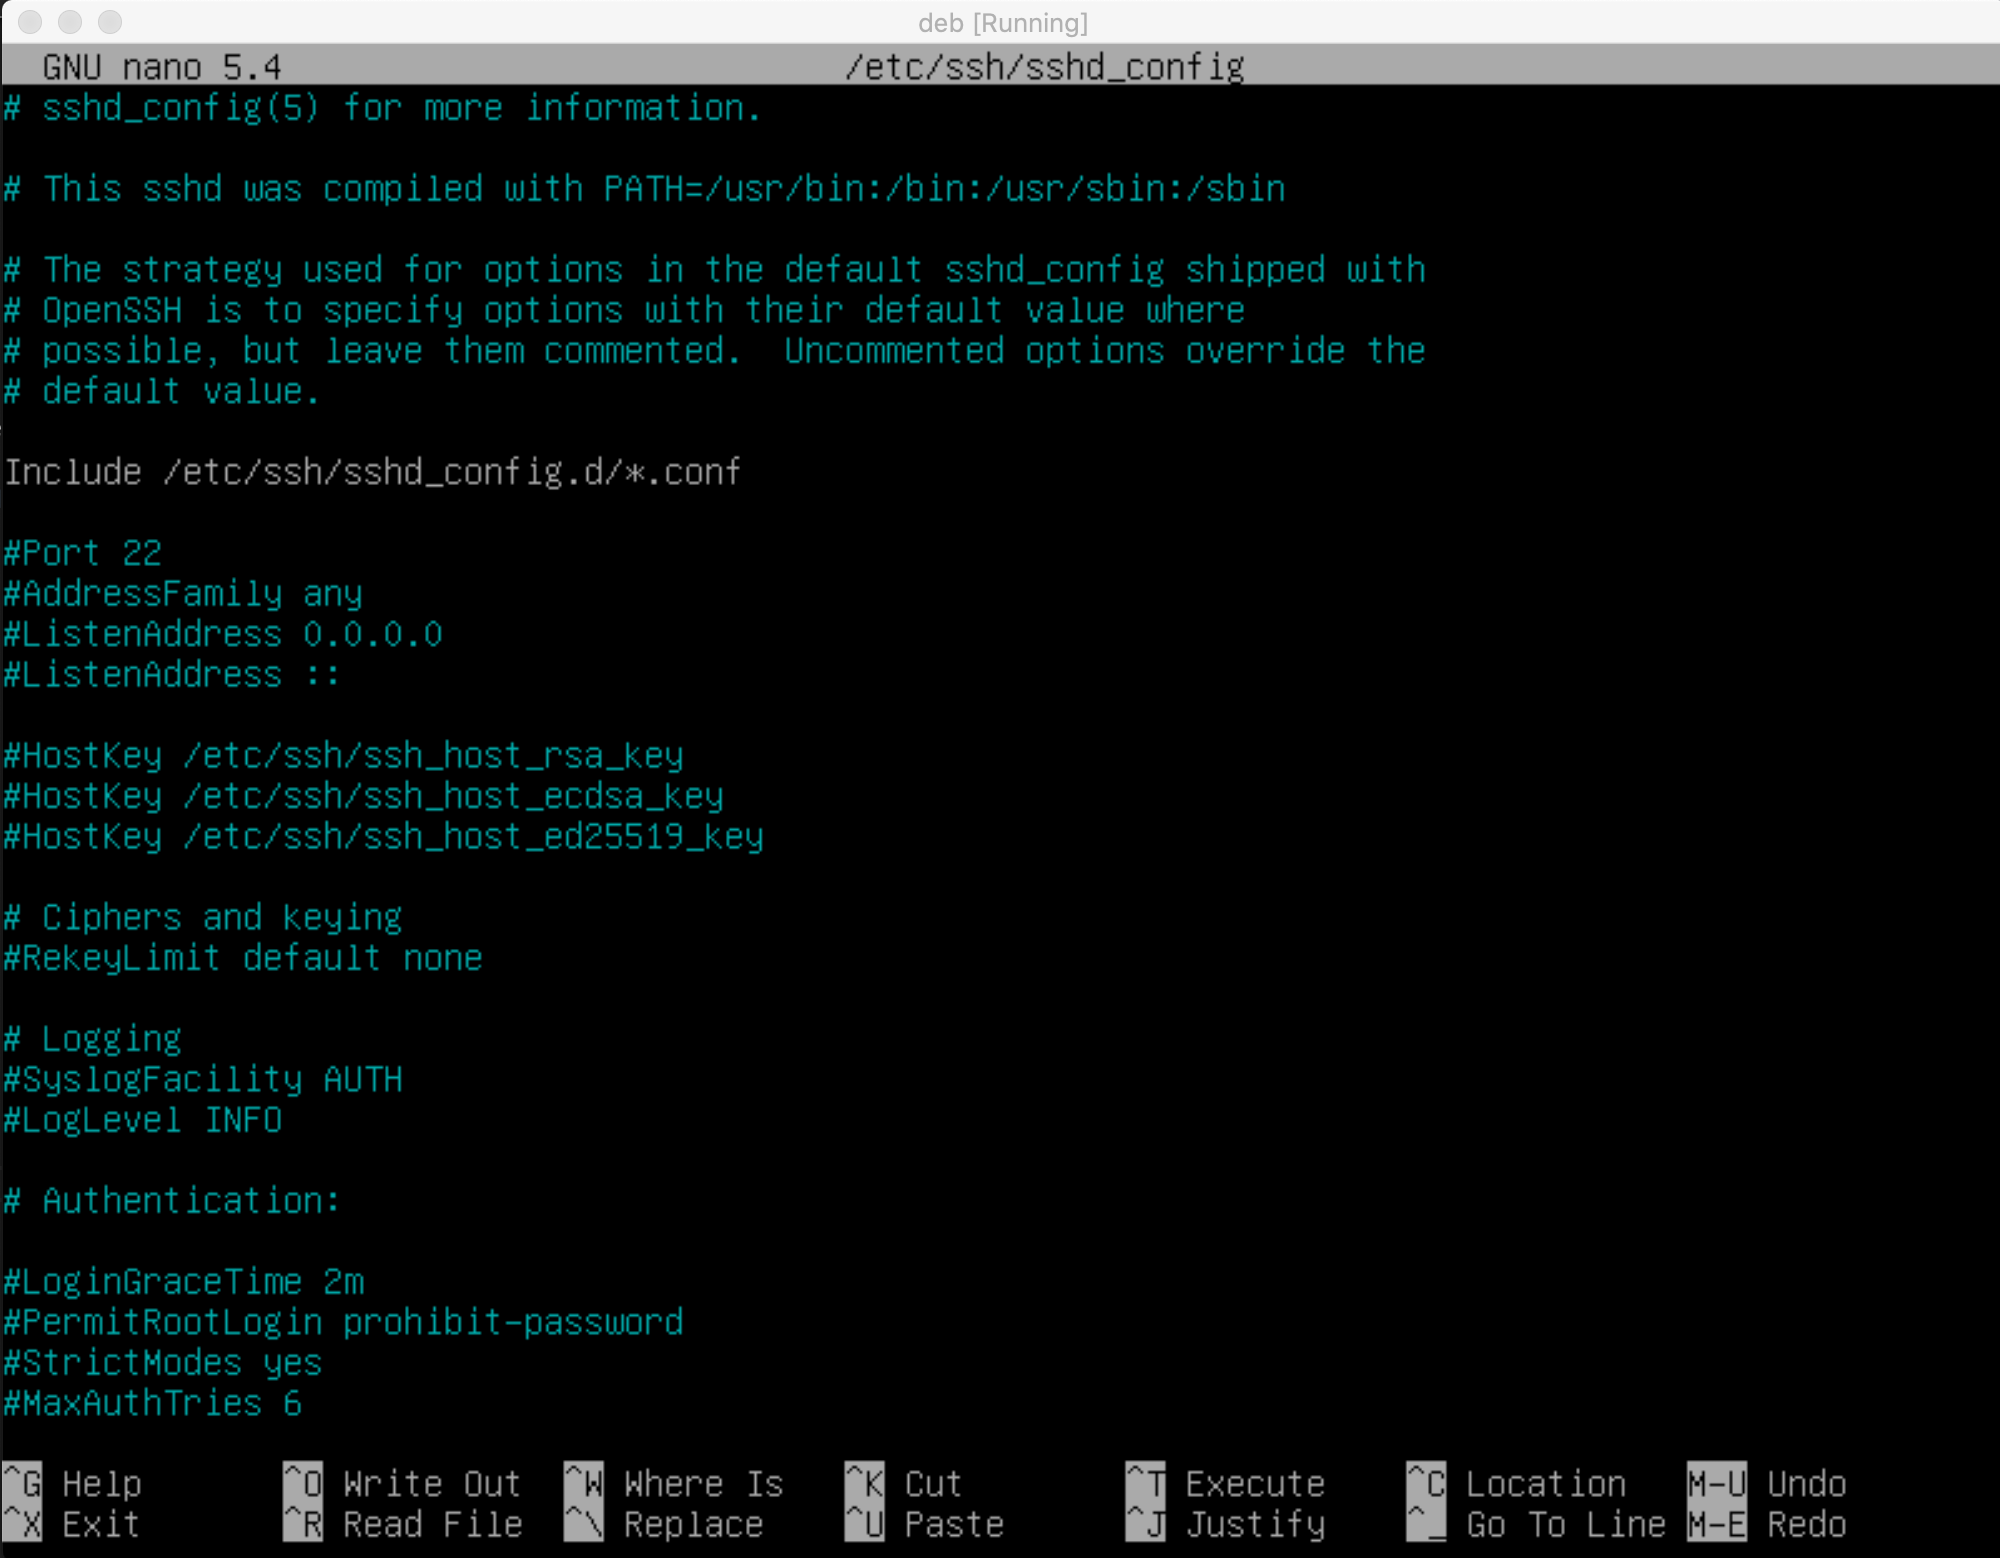 deb [Running]
GNU nano 5.4 /etc/ssh/sshd_config
# sshd_config(5) for more information.
# This sshd was compiled with PATH=/usr/bin:/bin:/usr/sbin:/sbin
# The strategy used for options in the default sshd_config shipped with
# OpenSSH is to specify options with their default value where
# possible, but leave them commented.  Uncommented options override the
# default value.
Include /etc/ssh/sshd_config.d/*.conf
#Port 22
#AddressFamily any
#ListenAddress 0.0.0.0
#ListenAddress ::
#HostKey /etc/ssh/ssh_host_rsa_key
#HostKey /etc/ssh/ssh_host_ecdsa_key
#HostKey /etc/ssh/ssh_host_ed25519_key
# Ciphers and keying
#RekeyLimit default none
# Logging
#SyslogFacility AUTH
#LogLevel INFO
# Authentication:
#LoginGraceTime 2m
#PermitRootLogin prohibit-password
#StrictModes yes
#MaxAuthTries 6
^G Help ^O Write Out ^W Where Is ^K Cut ^T Execute ^C Location M-U Undo
^X Exit ^R Read File ^\ Replace ^U Paste ^J Justify ^_ Go To Line M-E Redo